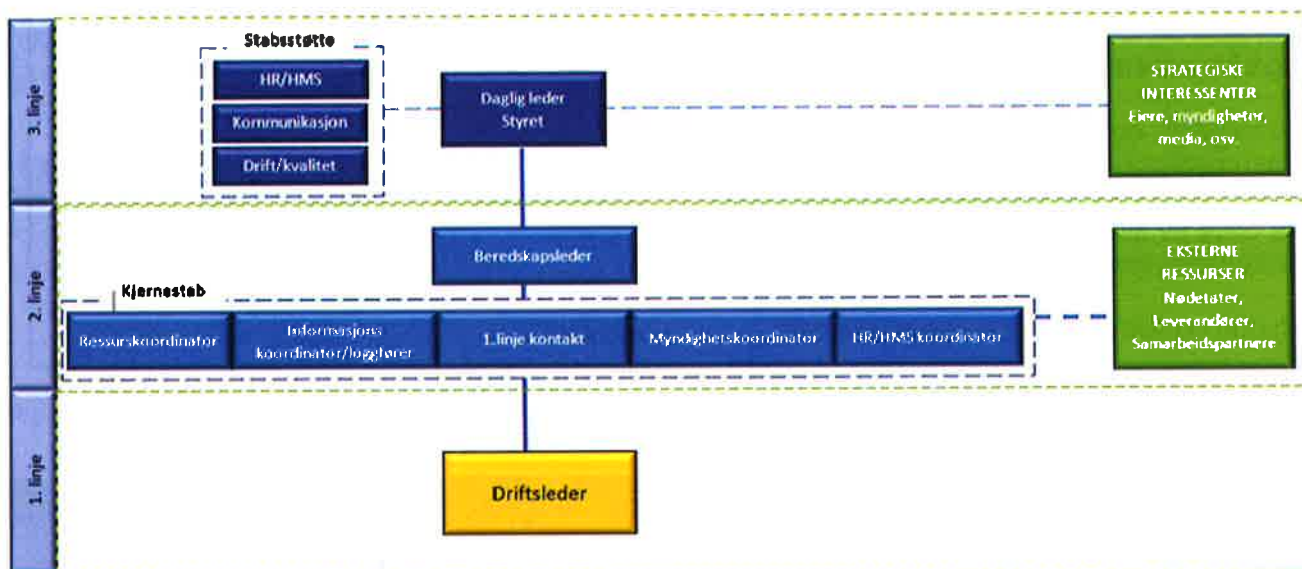 3. linje
Stabsstøtte
HR/HMS
Kommunikasjon
Drift/kvalitet
Daglig leder
Styret
STRATEGISKE
INTERESSENTER
Eiere, myndigheter,
media, osv.
2. linje
Beredskapsleder
Kjernestab
Ressurskoordinator
Informasjons
koordinator/loggfører
1.linje kontakt
Myndighetskoordinator
HR/HMS koordinator
EKSTERNE
RESSURSER
Nødetater,
Leverandører,
Samarbeidspartnere
1. linje
Driftsleder